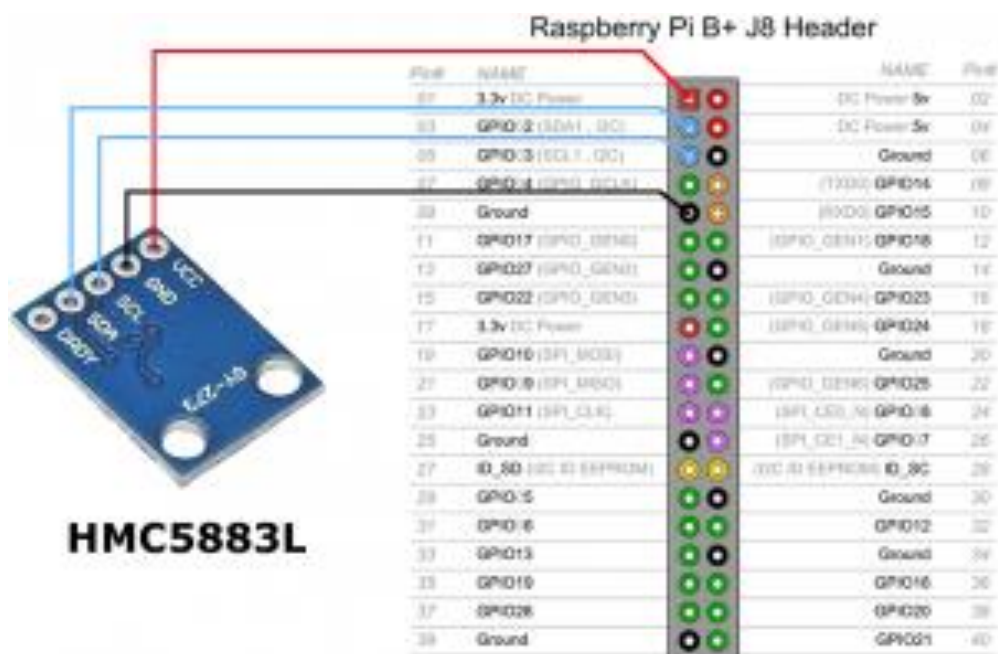 Raspberry Pi B+ J8 Header
Pin# NAME NAME Pin#
01 3.3v DC Power DC Power 5v 02
03 GPIO02 (SDA1 , I2C) DC Power 5v 04
05 GPIO03 (SCL1 , I2C) Ground 06
07 GPIO04 (GPIO_GCLK) (TXD0) GPIO14 08
09 Ground (RXD0) GPIO15 10
11 GPIO17 (GPIO_GEN0) (GPIO_GEN1) GPIO18 12
13 GPIO27 (GPIO_GEN2) Ground 14
15 GPIO22 (GPIO_GEN3) (GPIO_GEN4) GPIO23 16
17 3.3v DC Power (GPIO_GEN5) GPIO24 18
19 GPIO10 (SPI_MOSI) Ground 20
21 GPIO09 (SPI_MISO) (GPIO_GEN6) GPIO25 22
23 GPIO11 (SPI_CLK) (SPI_CE0_N) GPIO08 24
25 Ground (SPI_CE1_N) GPIO07 26
27 ID_SD (I2C ID EEPROM) (I2C ID EEPROM) ID_SC 28
29 GPIO05 Ground 30
31 GPIO06 GPIO12 32
33 GPIO13 Ground 34
35 GPIO19 GPIO16 36
37 GPIO26 GPIO20 38
39 Ground GPIO21 40
VCC
GND
SCL
SDA
DRDY
GY-273
HMC5883L